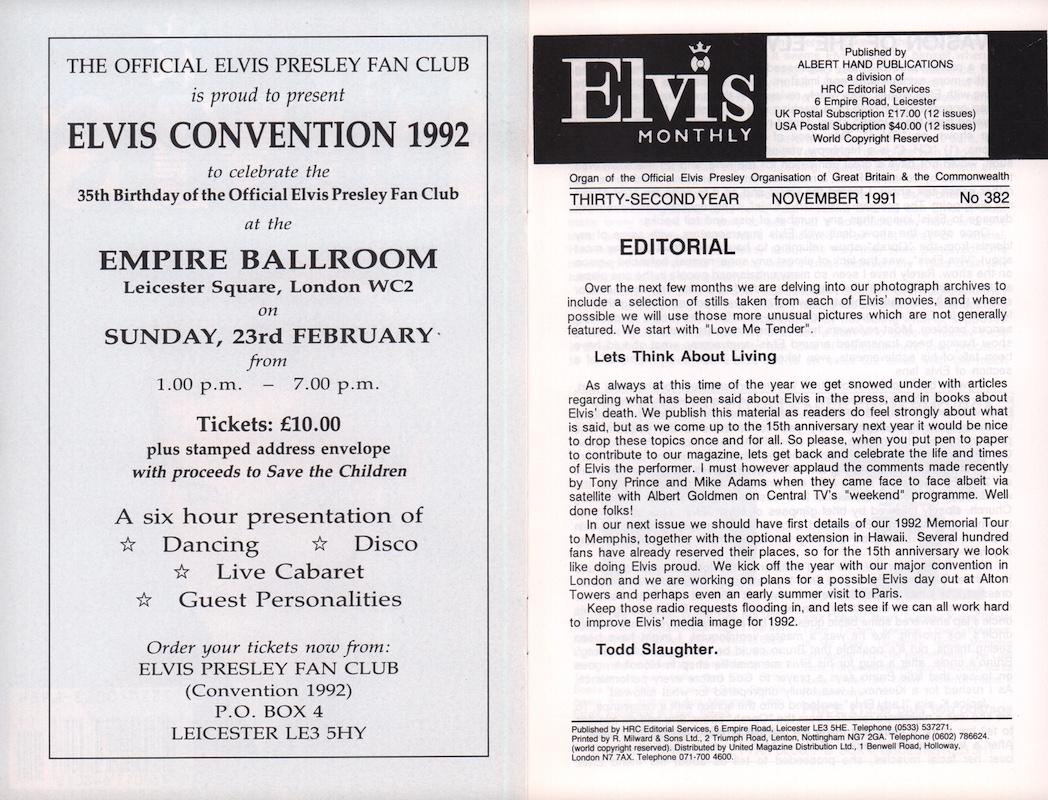 THE OFFICIAL ELVIS PRESLEY FAN CLUB
is proud to present
ELVIS CONVENTION 1992
to celebrate the
35th Birthday of the Official Elvis Presley Fan Club
at the
EMPIRE BALLROOM
Leicester Square, London WC2
on
SUNDAY, 23rd FEBRUARY
from
1.00 p.m. – 7.00 p.m.
Tickets: £10.00
plus stamped address envelope
with proceeds to Save the Children
A six hour presentation of
☆ Dancing ☆ Disco
☆ Live Cabaret
☆ Guest Personalities
Order your tickets now from:
ELVIS PRESLEY FAN CLUB
(Convention 1992)
P.O. BOX 4
LEICESTER LE3 5HY
Elvis
MONTHLY
Published by
ALBERT HAND PUBLICATIONS
a division of
HRC Editorial Services
6 Empire Road, Leicester
UK Postal Subscription £17.00 (12 issues)
USA Postal Subcription $40.00 (12 issues)
World Copyright Reserved
Organ of the Official Elvis Presley Organisation of Great Britain & the Commonwealth
THIRTY-SECOND YEAR NOVEMBER 1991 No 382
EDITORIAL
Over the next few months we are delving into our photograph archives to
include a selection of stills taken from each of Elvis' movies, and where
possible we will use those more unusual pictures which are not generally
featured. We start with "Love Me Tender".
Lets Think About Living
As always at this time of the year we get snowed under with articles
regarding what has been said about Elvis in the press, and in books about
Elvis' death. We publish this material as readers do feel strongly about what
is said, but as we come up to the 15th anniversary next year it would be nice
to drop these topics once and for all. So please, when you put pen to paper
to contribute to our magazine, lets get back and celebrate the life and times
of Elvis the performer. I must however applaud the comments made recently
by Tony Prince and Mike Adams when they came face to face albeit via
satellite with Albert Goldmen on Central TV's "weekend" programme. Well
done folks!
In our next issue we should have first details of our 1992 Memorial Tour
to Memphis, together with the optional extension in Hawaii. Several hundred
fans have already reserved their places, so for the 15th anniversary we look
like doing Elvis proud. We kick off the year with our major convention in
London and we are working on plans for a possible Elvis day out at Alton
Towers and perhaps even an early summer visit to Paris.
Keep those radio requests flooding in, and lets see if we can all work hard
to improve Elvis' media image for 1992.
Todd Slaughter.
Published by HRC Editorial Services, 6 Empire Road, Leicester LE3 5HE. Telephone (0533) 537271.
Printed by R. Milward & Sons Ltd., 2 Triumph Road, Lenton, Nottingham NG7 2GA. Telephone (0602) 786624.
(world copyright reserved). Distributed by United Magazine Distribution Ltd., 1 Benwell Road, Holloway,
London N7 7AX. Telephone 071-700 4600.